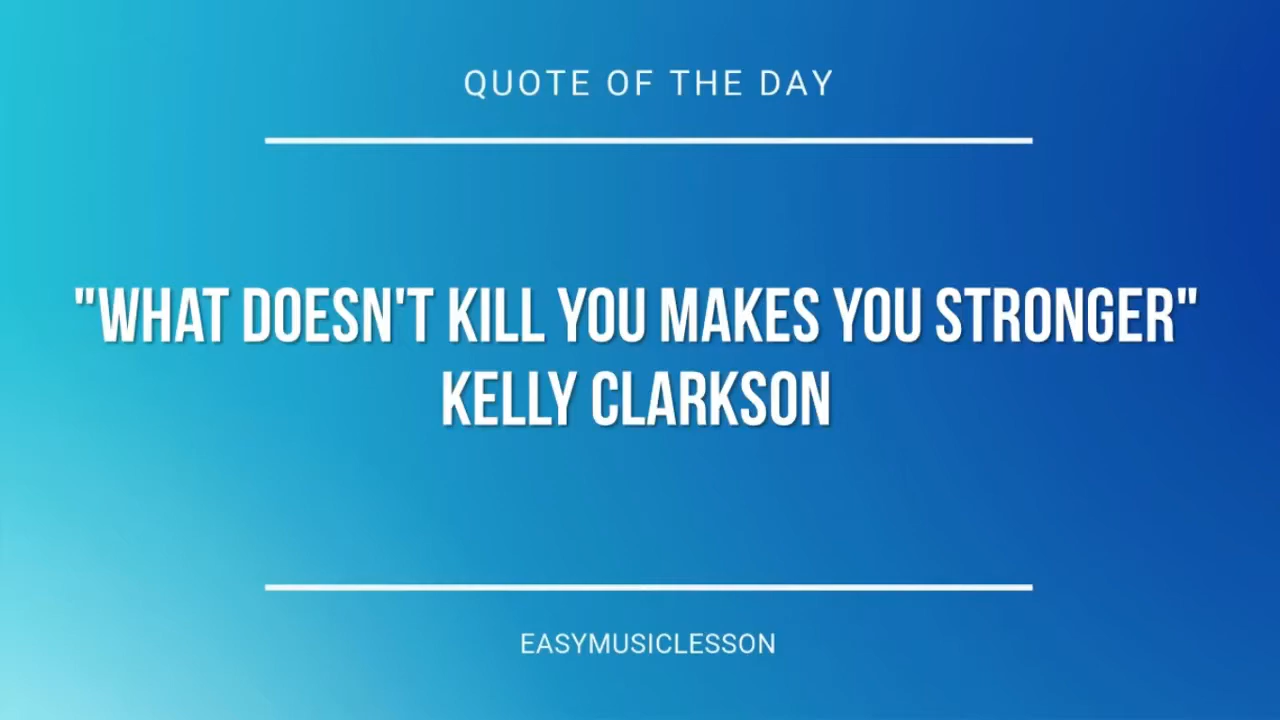 QUOTE OF THE DAY
"WHAT DOESN'T KILL YOU MAKES YOU STRONGER"
KELLY CLARKSON
EASYMUSICLESSON